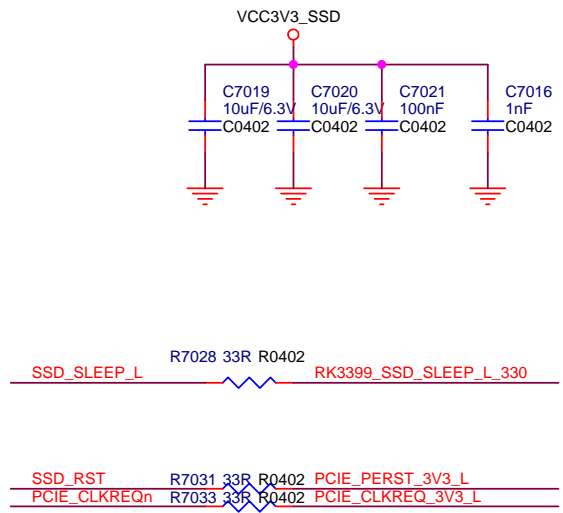 VCC3V3_SSD
C7019 C7020 C7021 C7016
10uF/6.3V 10uF/6.3V 100nF 1nF
C0402 C0402 C0402 C0402
R7028 33R R0402
SSD_SLEEP_L RK3399_SSD_SLEEP_L_330
SSD_RST R7031 33R R0402 PCIE_PERST_3V3_L
PCIE_CLKREQn R7033 33R R0402 PCIE_CLKREQ_3V3_L